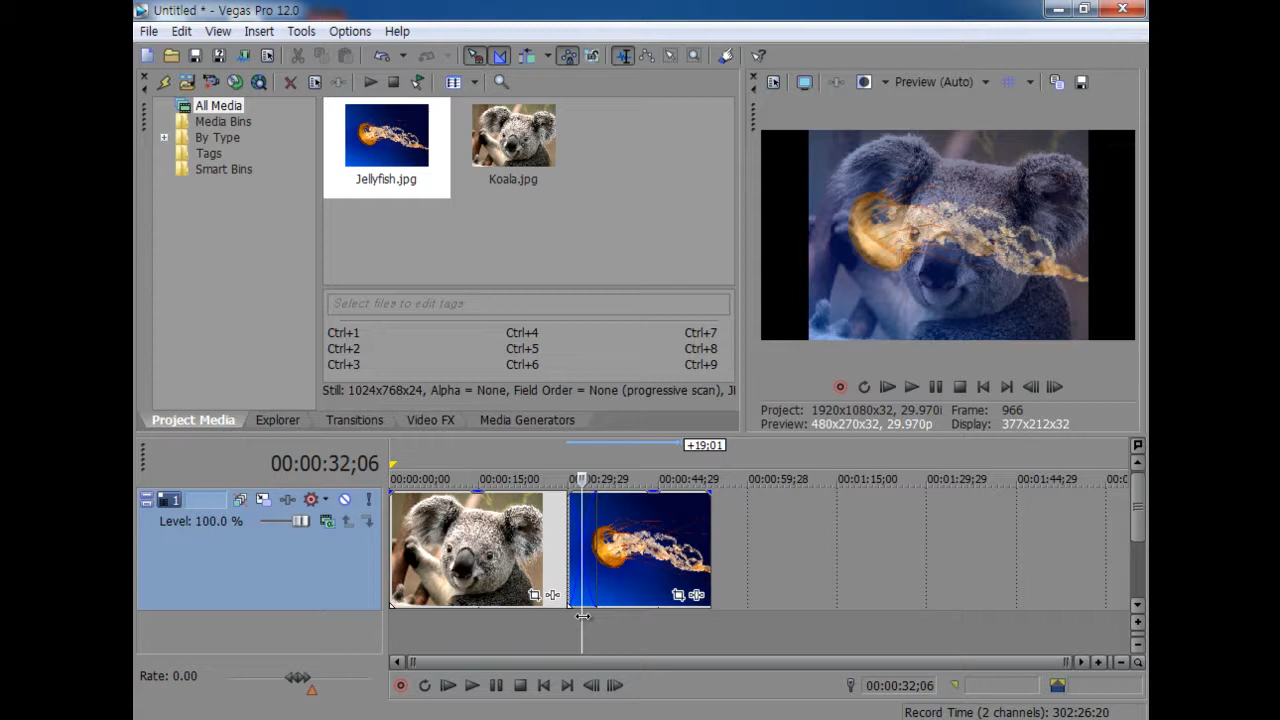 Untitled * - Vegas Pro 12.0
File Edit View Insert Tools Options Help
All Media
Media Bins
By Type
Tags
Smart Bins
Jellyfish.jpg
Koala.jpg
Select files to edit tags
Ctrl+1 Ctrl+4 Ctrl+7
Ctrl+2 Ctrl+5 Ctrl+8
Ctrl+3 Ctrl+6 Ctrl+9
Still: 1024x768x24, Alpha = None, Field Order = None (progressive scan), J
Project Media Explorer Transitions Video FX Media Generators
Preview (Auto)
Project: 1920x1080x32, 29.970i Frame: 966
Preview: 480x270x32, 29.970p Display: 377x212x32
+19;01
00:00:32;06
00:00:00;00 00:00:15;00 00:00:29;29 00:00:44;29 00:00:59;28 00:01:15;00 00:01:29;29 00:01:44;29 00:0
1
Level: 100.0 %
Rate: 0.00
00:00:32;06
Record Time (2 channels): 302:26:20